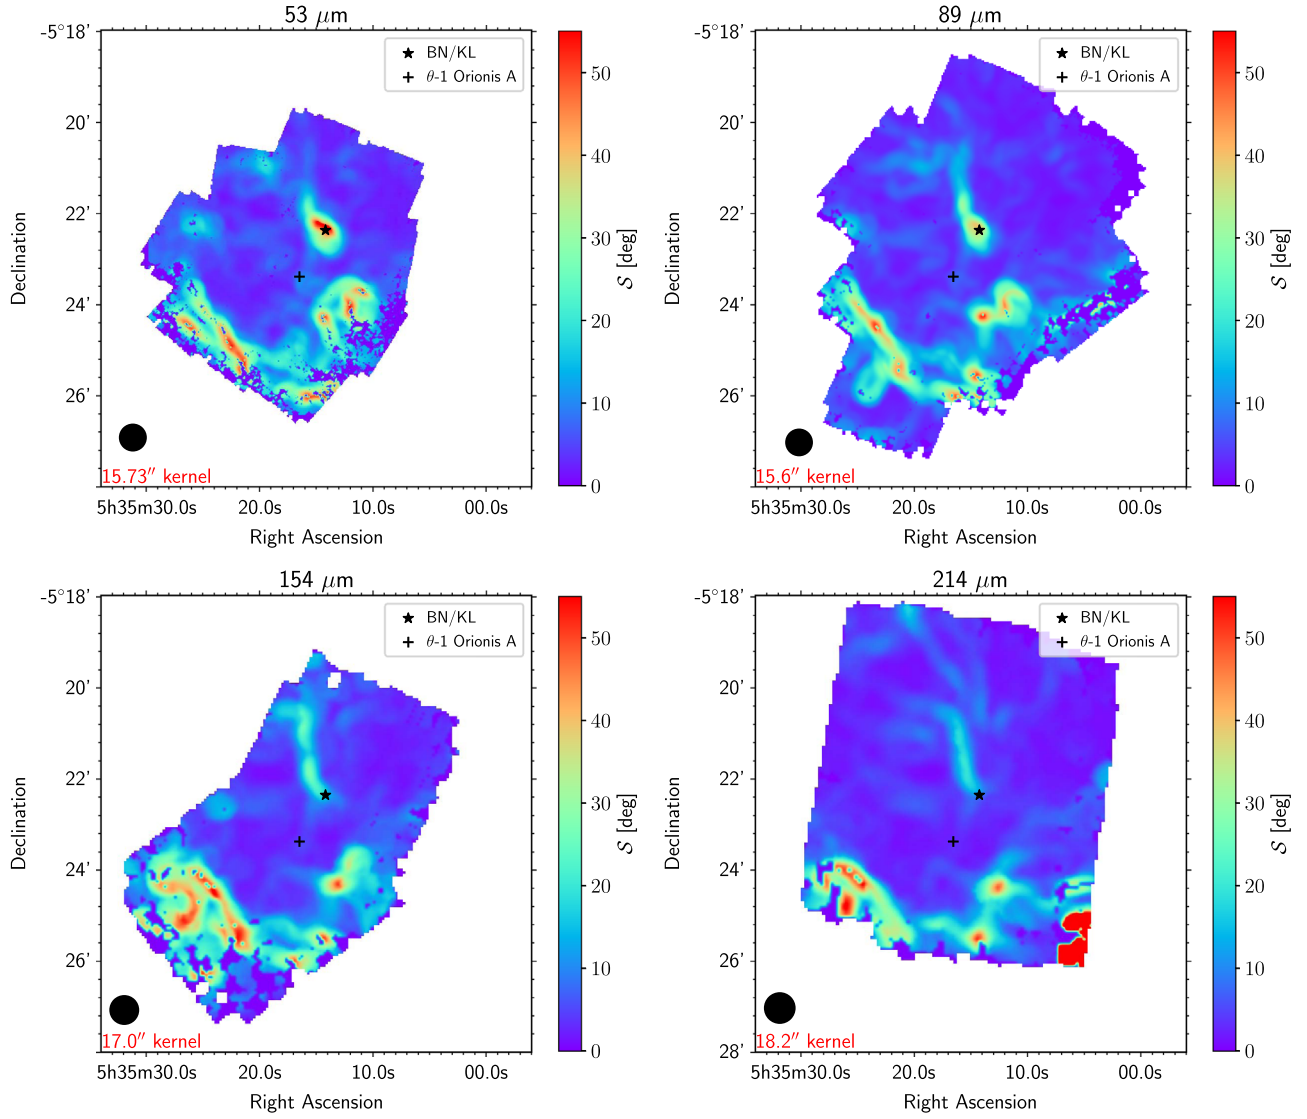 53 μm
-5°18'
20'
22'
24'
26'
Declination
BN/KL
θ-1 Orionis A
15.73″ kernel
5h35m30.0s 20.0s 10.0s 00.0s
Right Ascension
50
40
30
20
10
0
𝒮 [deg]
89 μm
-5°18'
20'
22'
24'
26'
Declination
BN/KL
θ-1 Orionis A
15.6″ kernel
5h35m30.0s 20.0s 10.0s 00.0s
Right Ascension
50
40
30
20
10
0
𝒮 [deg]
154 μm
-5°18'
20'
22'
24'
26'
Declination
BN/KL
θ-1 Orionis A
17.0″ kernel
5h35m30.0s 20.0s 10.0s 00.0s
Right Ascension
50
40
30
20
10
0
𝒮 [deg]
214 μm
-5°18'
20'
22'
24'
26'
28'
Declination
BN/KL
θ-1 Orionis A
18.2″ kernel
5h35m30.0s 20.0s 10.0s 00.0s
Right Ascension
50
40
30
20
10
0
𝒮 [deg]